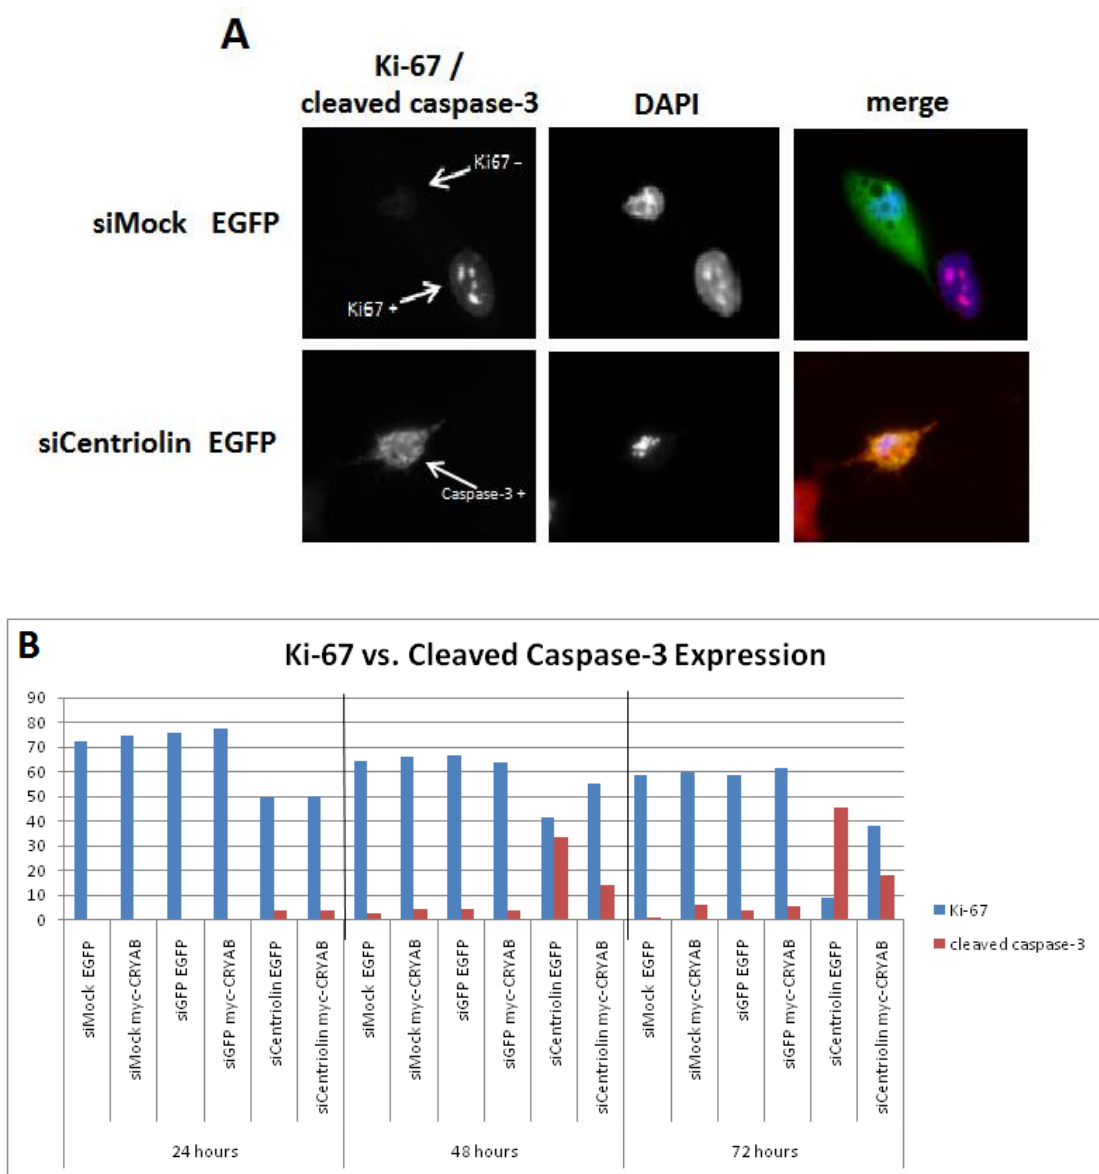 A
Ki-67 /
cleaved caspase-3
DAPI
merge
siMock EGFP
Ki67 –
Ki67 +
siCentriolin EGFP
Caspase-3 +
B
Ki-67 vs. Cleaved Caspase-3 Expression
90
80
70
60
50
40
30
20
10
0
Ki-67
cleaved caspase-3
siMock EGFP
siMock myc-CRYAB
siGFP EGFP
siGFP myc-CRYAB
siCentriolin EGFP
siCentriolin myc-CRYAB
siMock EGFP
siMock myc-CRYAB
siGFP EGFP
siGFP myc-CRYAB
siCentriolin EGFP
siCentriolin myc-CRYAB
siMock EGFP
siMock myc-CRYAB
siGFP EGFP
siGFP myc-CRYAB
siCentriolin EGFP
siCentriolin myc-CRYAB
24 hours
48 hours
72 hours